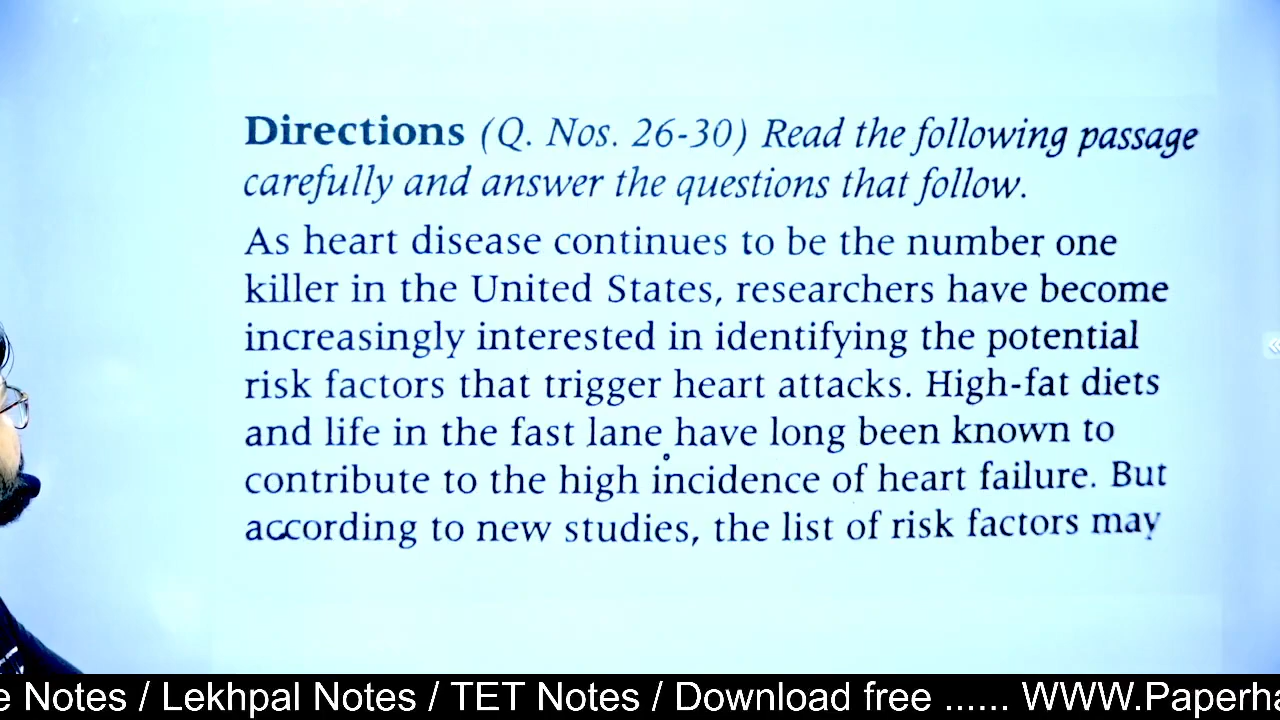 Directions (Q. Nos. 26-30) Read the following passage
carefully and answer the questions that follow.
As heart disease continues to be the number one
killer in the United States, researchers have become
increasingly interested in identifying the potential
risk factors that trigger heart attacks. High-fat diets
and life in the fast lane have long been known to
contribute to the high incidence of heart failure. But
according to new studies, the list of risk factors may
e Notes / Lekhpal Notes / TET Notes / Download free ...... WWW.Paperha